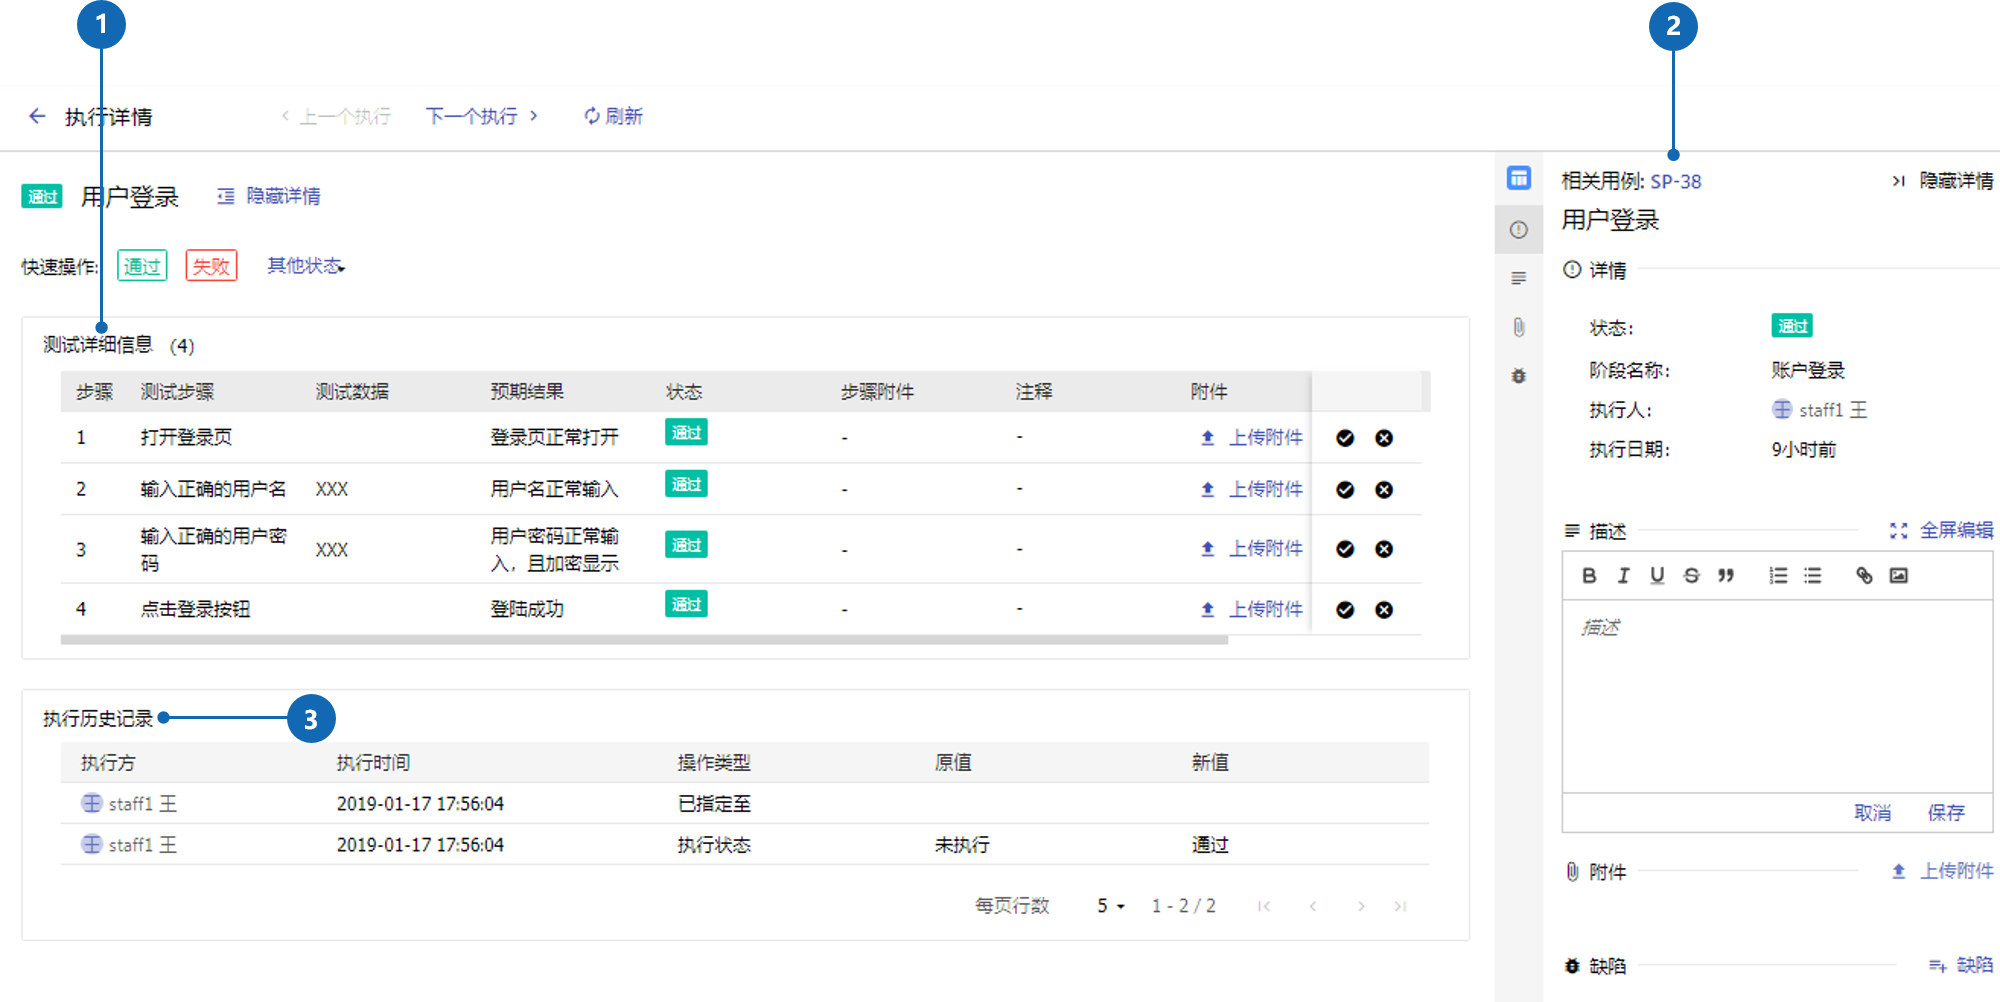 1
2
执行详情
上一个执行
下一个执行
刷新
通过
用户登录
隐藏详情
快速操作:
通过
失败
其他状态
测试详细信息 (4)
步骤 测试步骤 测试数据 预期结果 状态 步骤附件 注释 附件
1 打开登录页 登录页正常打开 通过 - - 上传附件
2 输入正确的用户名 XXX 用户名正常输入 通过 - - 上传附件
3 输入正确的用户密码 XXX 用户密码正常输入，且加密显示 通过 - - 上传附件
4 点击登录按钮 登陆成功 通过 - - 上传附件
执行历史记录
3
执行方 执行时间 操作类型 原值 新值
王 staff1 王 2019-01-17 17:56:04 已指定至
王 staff1 王 2019-01-17 17:56:04 执行状态 未执行 通过
每页行数 5 1 - 2 / 2
相关用例: SP-38
隐藏详情
用户登录
详情
状态: 通过
阶段名称: 账户登录
执行人: 王 staff1 王
执行日期: 9小时前
描述
全屏编辑
B I U S
描述
取消 保存
附件
上传附件
缺陷
缺陷